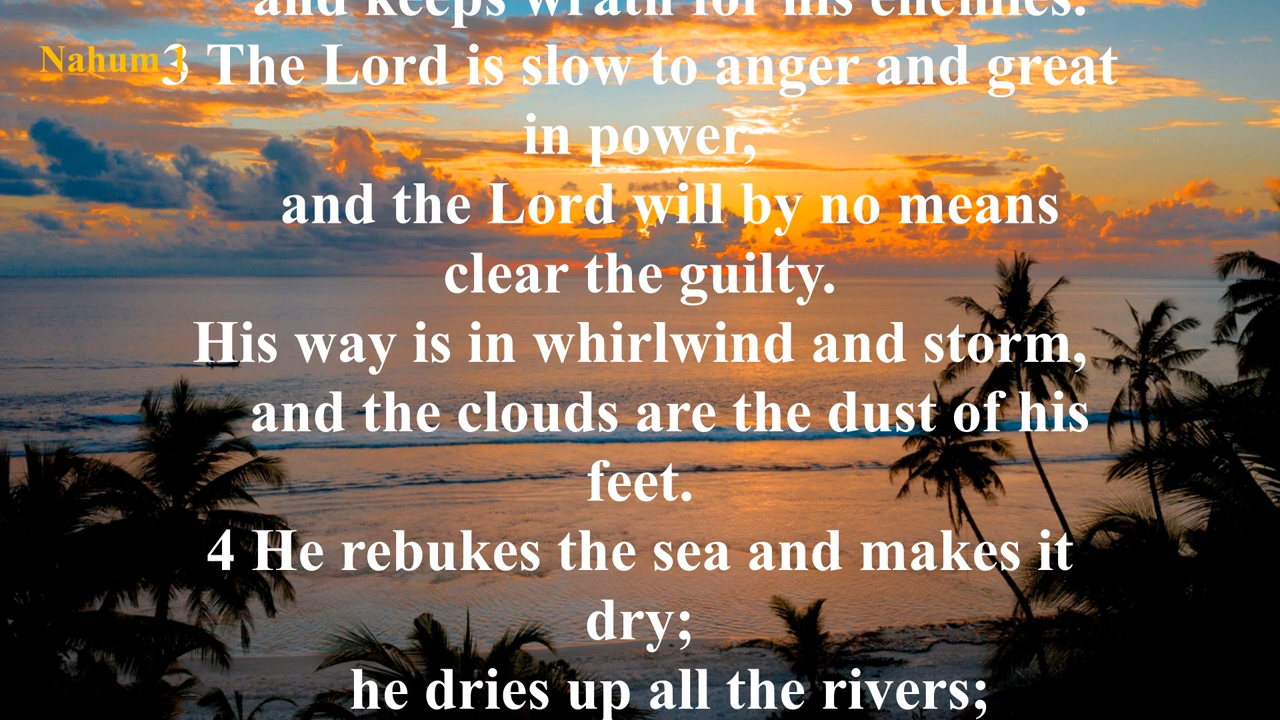 and keeps wrath for his enemies.
Nahum 1
3 The Lord is slow to anger and great
in power,
and the Lord will by no means
clear the guilty.
His way is in whirlwind and storm,
and the clouds are the dust of his
feet.
4 He rebukes the sea and makes it
dry;
he dries up all the rivers;